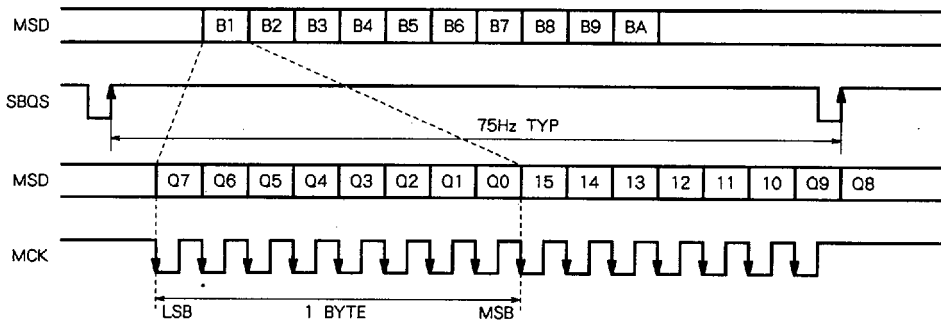 MSD B1 B2 B3 B4 B5 B6 B7 B8 B9 BA
SBQS
75Hz TYP
MSD Q7 Q6 Q5 Q4 Q3 Q2 Q1 Q0 15 14 13 12 11 10 Q9 Q8
MCK
LSB 1 BYTE MSB